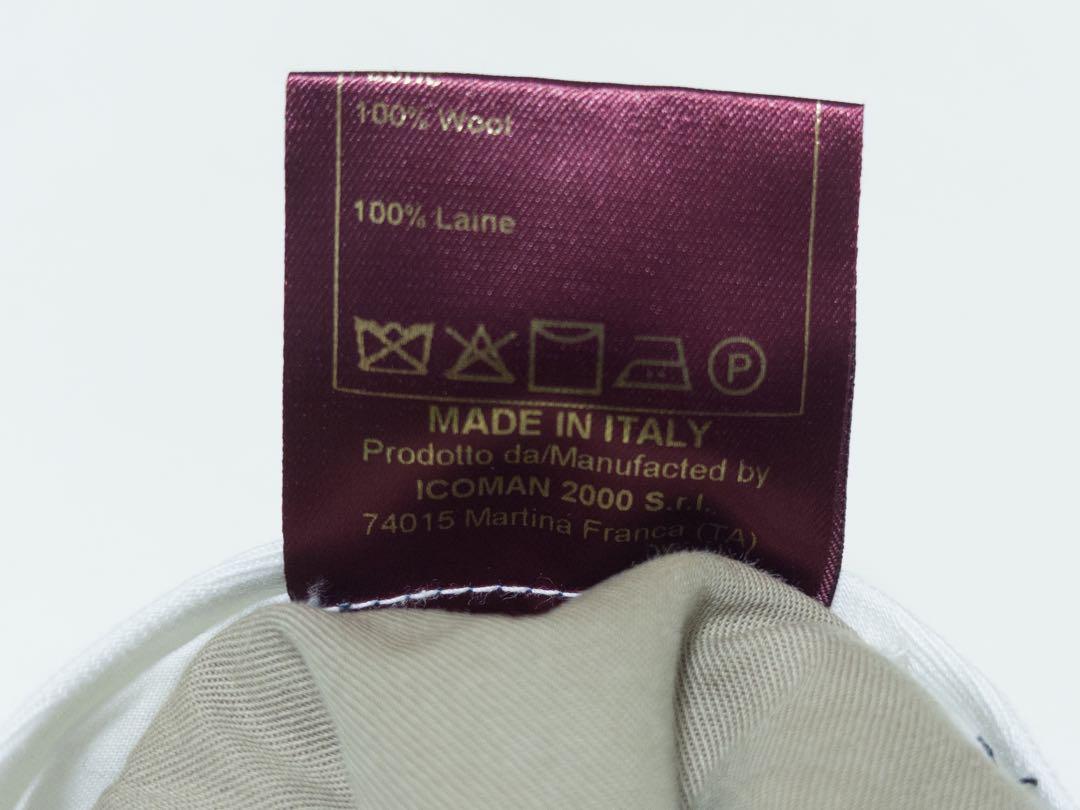 100% Wool
100% Laine
P
MADE IN ITALY
Prodotto da/Manufacted by
ICOMAN 2000 S.r.l.
74015 Martina Franca (TA)